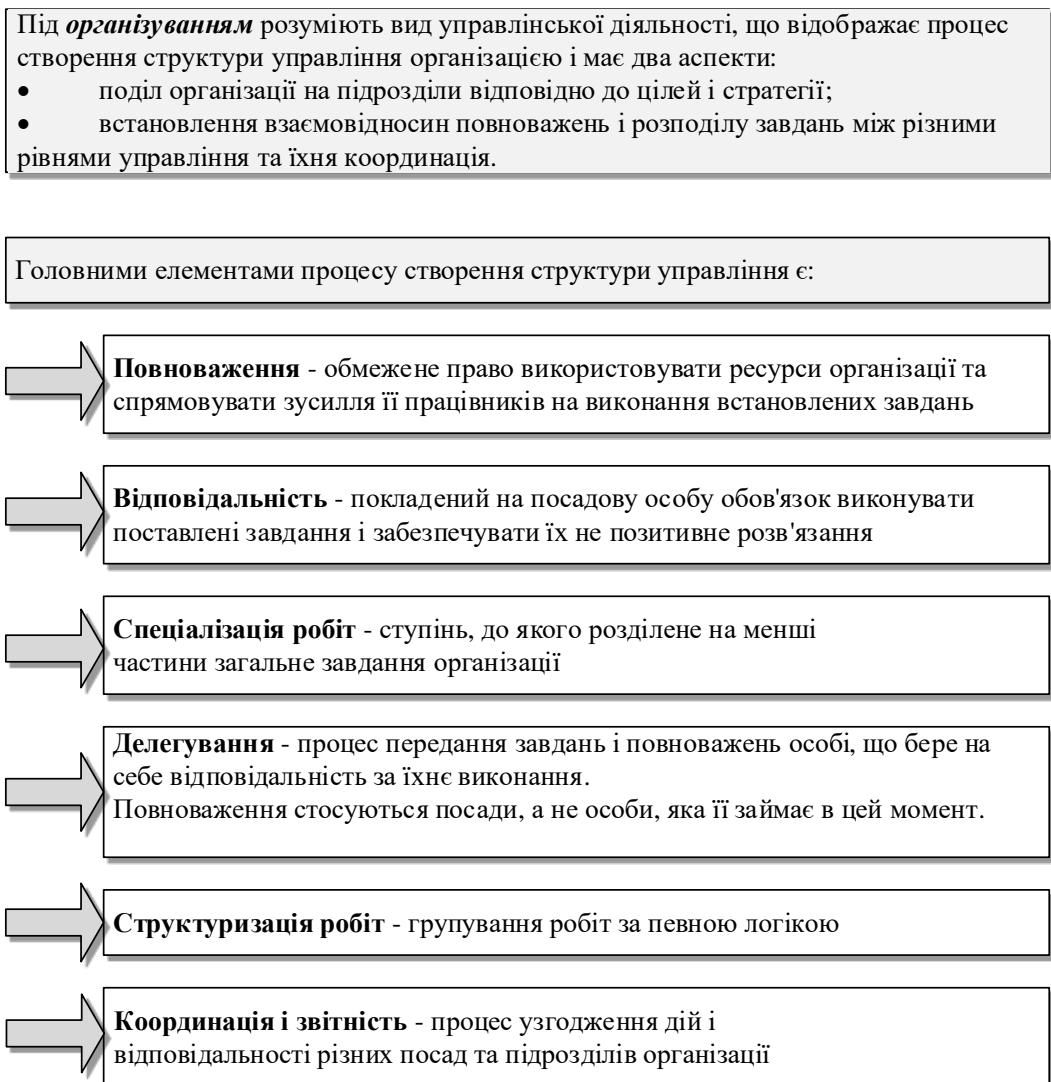 Під організуванням розуміють вид управлінської діяльності, що відображає процес
створення структури управління організацією і має два аспекти:
• поділ організації на підрозділи відповідно до цілей і стратегії;
• встановлення взаємовідносин повноважень і розподілу завдань між різними
рівнями управління та їхня координація.
Головними елементами процесу створення структури управління є:
Повноваження - обмежене право використовувати ресурси організації та
спрямовувати зусилля її працівників на виконання встановлених завдань
Відповідальність - покладений на посадову особу обов'язок виконувати
поставлені завдання і забезпечувати їх не позитивне розв'язання
Спеціалізація робіт - ступінь, до якого розділене на менші
частини загальне завдання організації
Делегування - процес передання завдань і повноважень особі, що бере на
себе відповідальність за їхнє виконання.
Повноваження стосуються посади, а не особи, яка її займає в цей момент.
Структуризація робіт - групування робіт за певною логікою
Координація і звітність - процес узгодження дій і
відповідальності різних посад та підрозділів організації